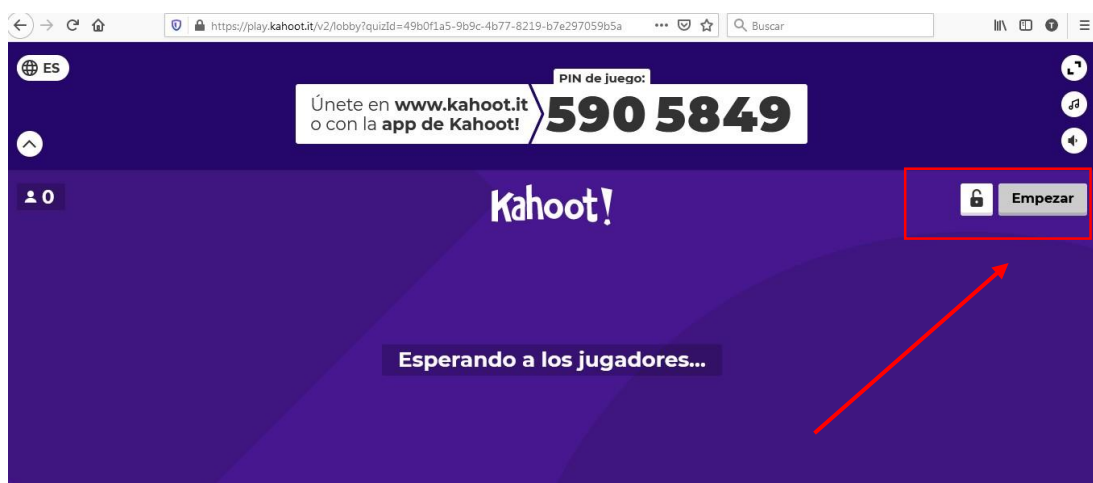 https://play.kahoot.it/v2/lobby?quizId=49b0f1a5-9b9c-4b77-8219-b7e297059b5a
Buscar
ES
PIN de juego:
Únete en www.kahoot.it
o con la app de Kahoot!
590 5849
0
Kahoot!
Empezar
Esperando a los jugadores...